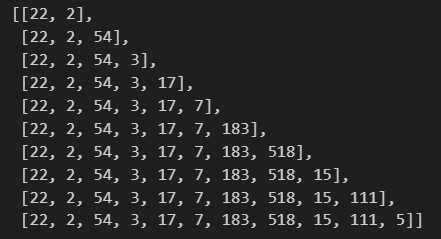 [[22, 2],
[22, 2, 54],
[22, 2, 54, 3],
[22, 2, 54, 3, 17],
[22, 2, 54, 3, 17, 7],
[22, 2, 54, 3, 17, 7, 183],
[22, 2, 54, 3, 17, 7, 183, 518],
[22, 2, 54, 3, 17, 7, 183, 518, 15],
[22, 2, 54, 3, 17, 7, 183, 518, 15, 111],
[22, 2, 54, 3, 17, 7, 183, 518, 15, 111, 5]]